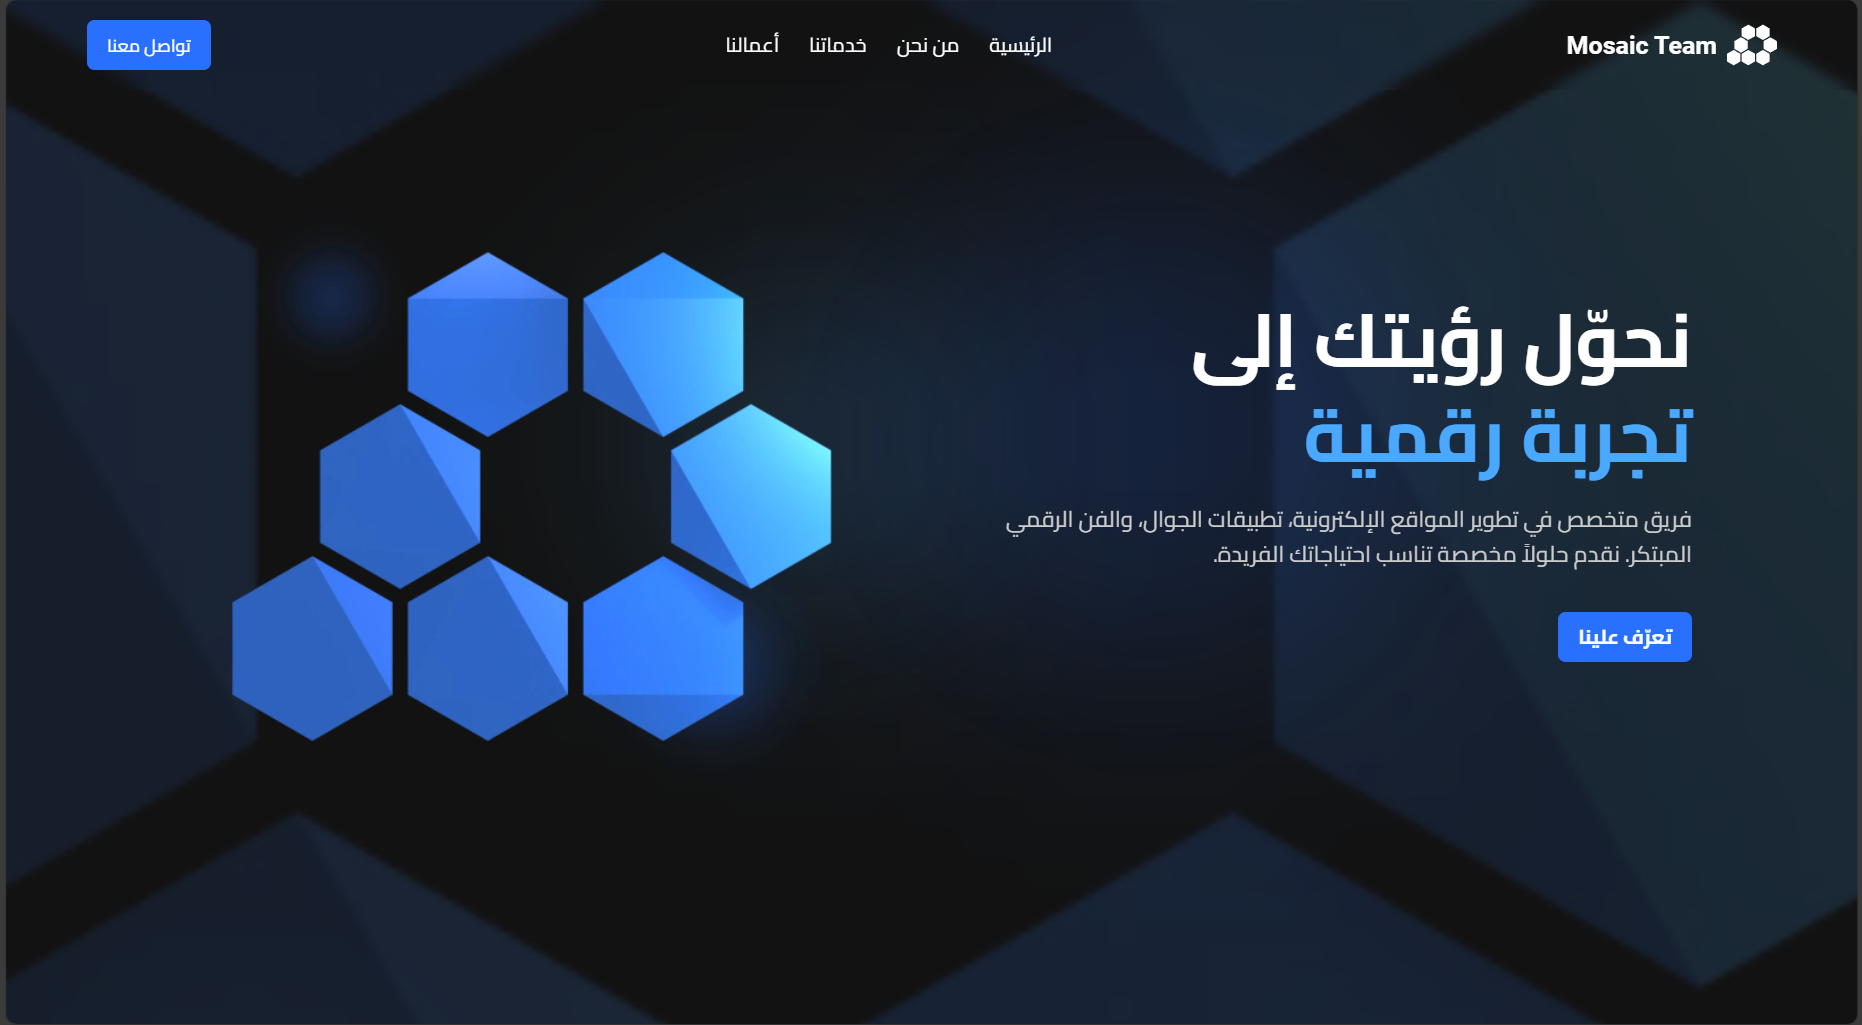 Mosaic Team
الرئيسية
من نحن
خدماتنا
أعمالنا
تواصل معنا
نحوّل رؤيتك إلى
تجربة رقمية
فريق متخصص في تطوير المواقع الإلكترونية، تطبيقات الجوال، والفن الرقمي
المبتكر. نقدم حلولاً مخصصة تناسب احتياجاتك الفريدة.
تعرّف علينا